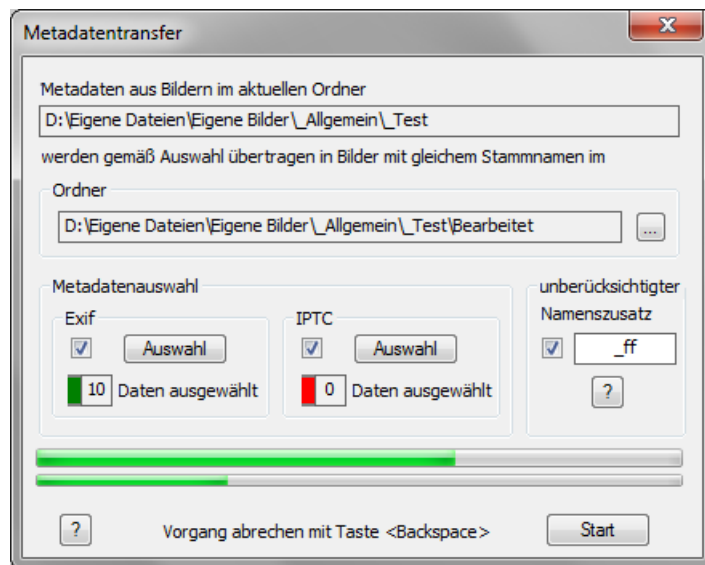 Metadatentransfer
x
Metadaten aus Bildern im aktuellen Ordner
D:\Eigene Dateien\Eigene Bilder\_Allgemein\_Test
werden gemäß Auswahl übertragen in Bilder mit gleichem Stammnamen im
Ordner
D:\Eigene Dateien\Eigene Bilder\_Allgemein\_Test\Bearbeitet
...
Metadatenauswahl
Exif
Auswahl
10 Daten ausgewählt
IPTC
Auswahl
0 Daten ausgewählt
unberücksichtigter
Namenszusatz
_ff
?
?
Vorgang abrechen mit Taste <Backspace>
Start